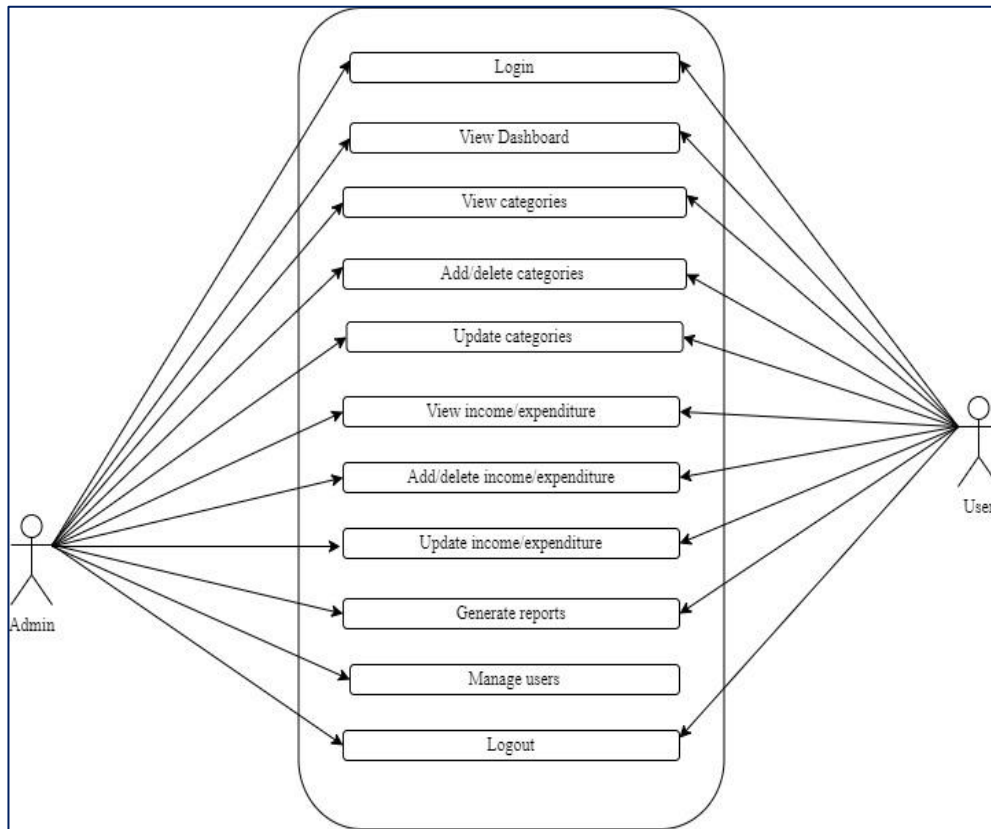 Login
View Dashboard
View categories
Add/delete categories
Update categories
View income/expenditure
Add/delete income/expenditure
User
Update income/expenditure
Generate reports
Admin
Manage users
Logout